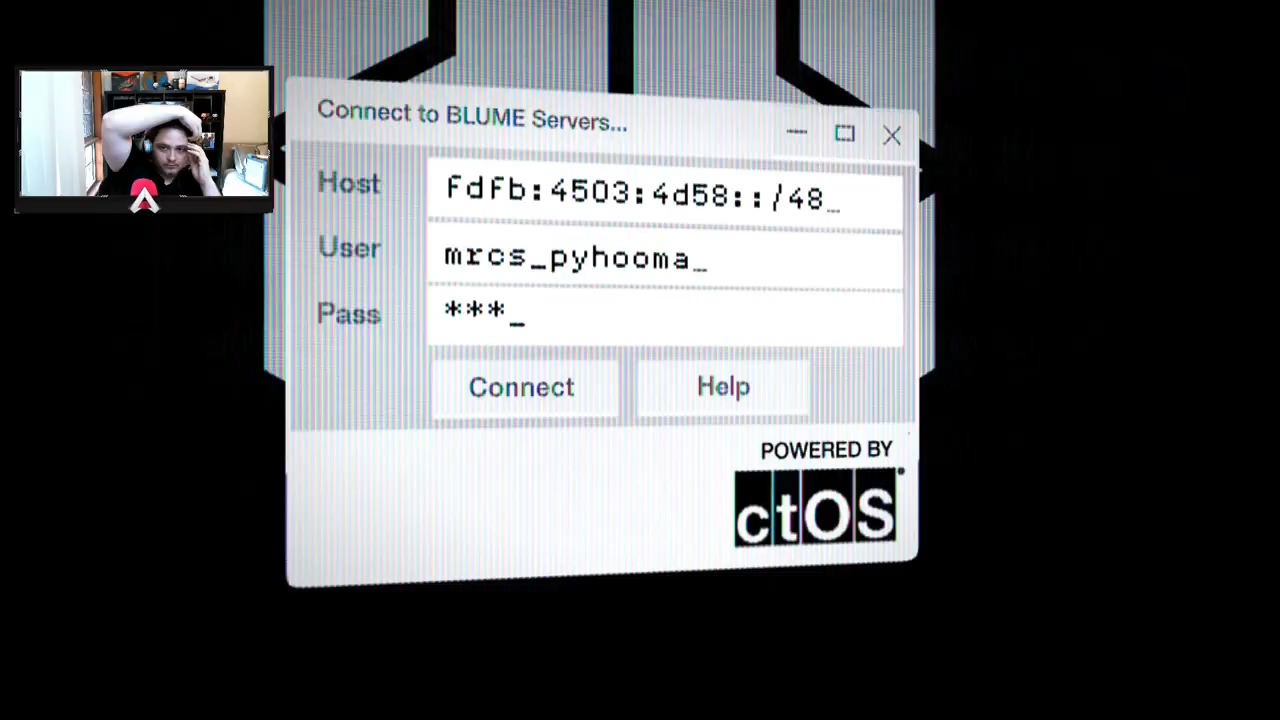 Connect to BLUME Servers...
Host
fdfb:4503:4d58::/48_
User
mrcs_pyhooma_
Pass
***_
Connect
Help
POWERED BY
ctOS